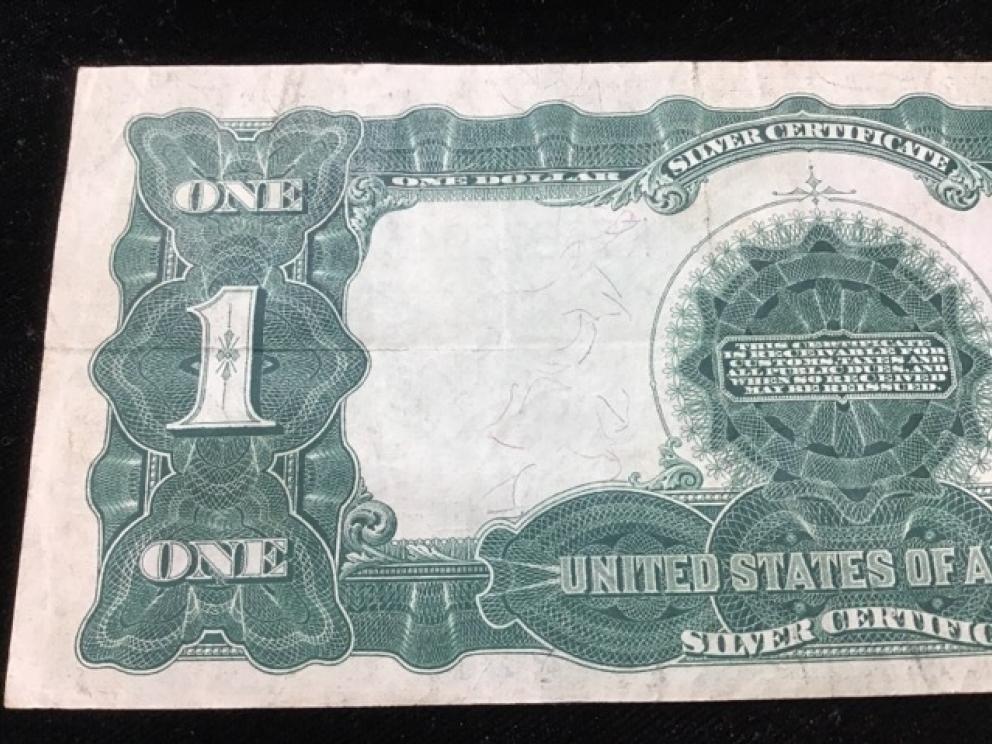 ONE
ONE DOLLAR
SILVER CERTIFICATE
1
THIS CERTIFICATE
IS RECEIVABLE FOR
CUSTOMS, TAXES AND
ALL PUBLIC DUES, AND
WHEN SO RECEIVED
MAY BE REISSUED.
ONE
UNITED STATES OF A
SILVER CERTIFIC